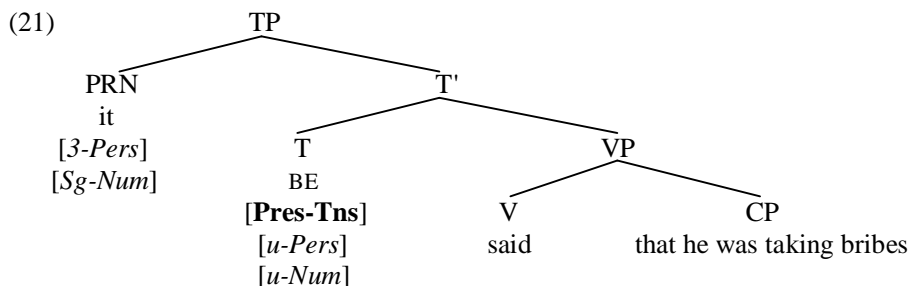 (21) TP
PRN T'
it
[3-Pers] T VP
[Sg-Num] BE
[Pres-Tns] V CP
[u-Pers] said that he was taking bribes
[u-Num]